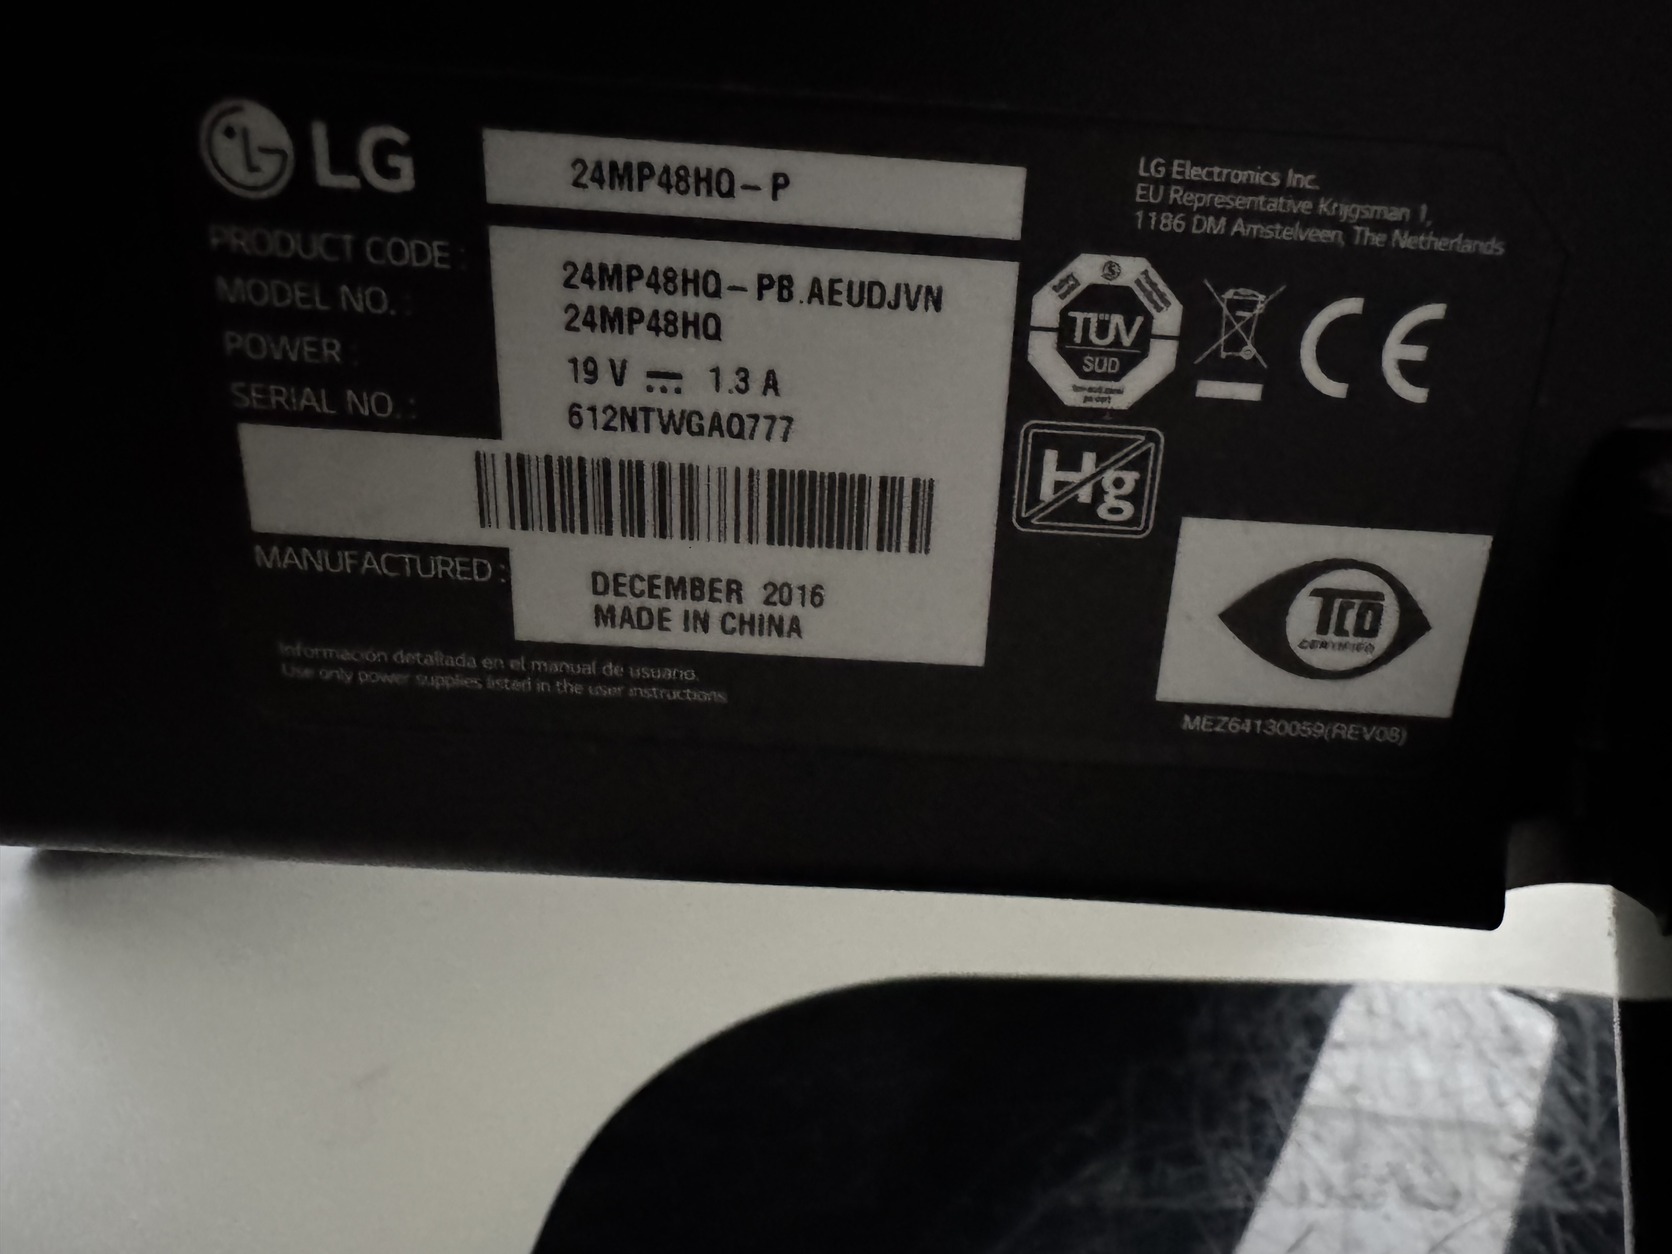 LG
24MP48HQ-P
PRODUCT CODE : 24MP48HQ-PB.AEUDJVN
MODEL NO. : 24MP48HQ
POWER : 19 V 1.3 A
SERIAL NO. : 612NTWGAQ777
MANUFACTURED : DECEMBER 2016
MADE IN CHINA
Información detallada en el manual de usuario.
Use only power supplies listed in the user instructions
LG Electronics Inc.
EU Representative Krijgsman 1,
1186 DM Amstelveen, The Netherlands
TÜV
SÜD
CE
Hg
TCO
CERTIFIED
MEZ64130059(REV08)